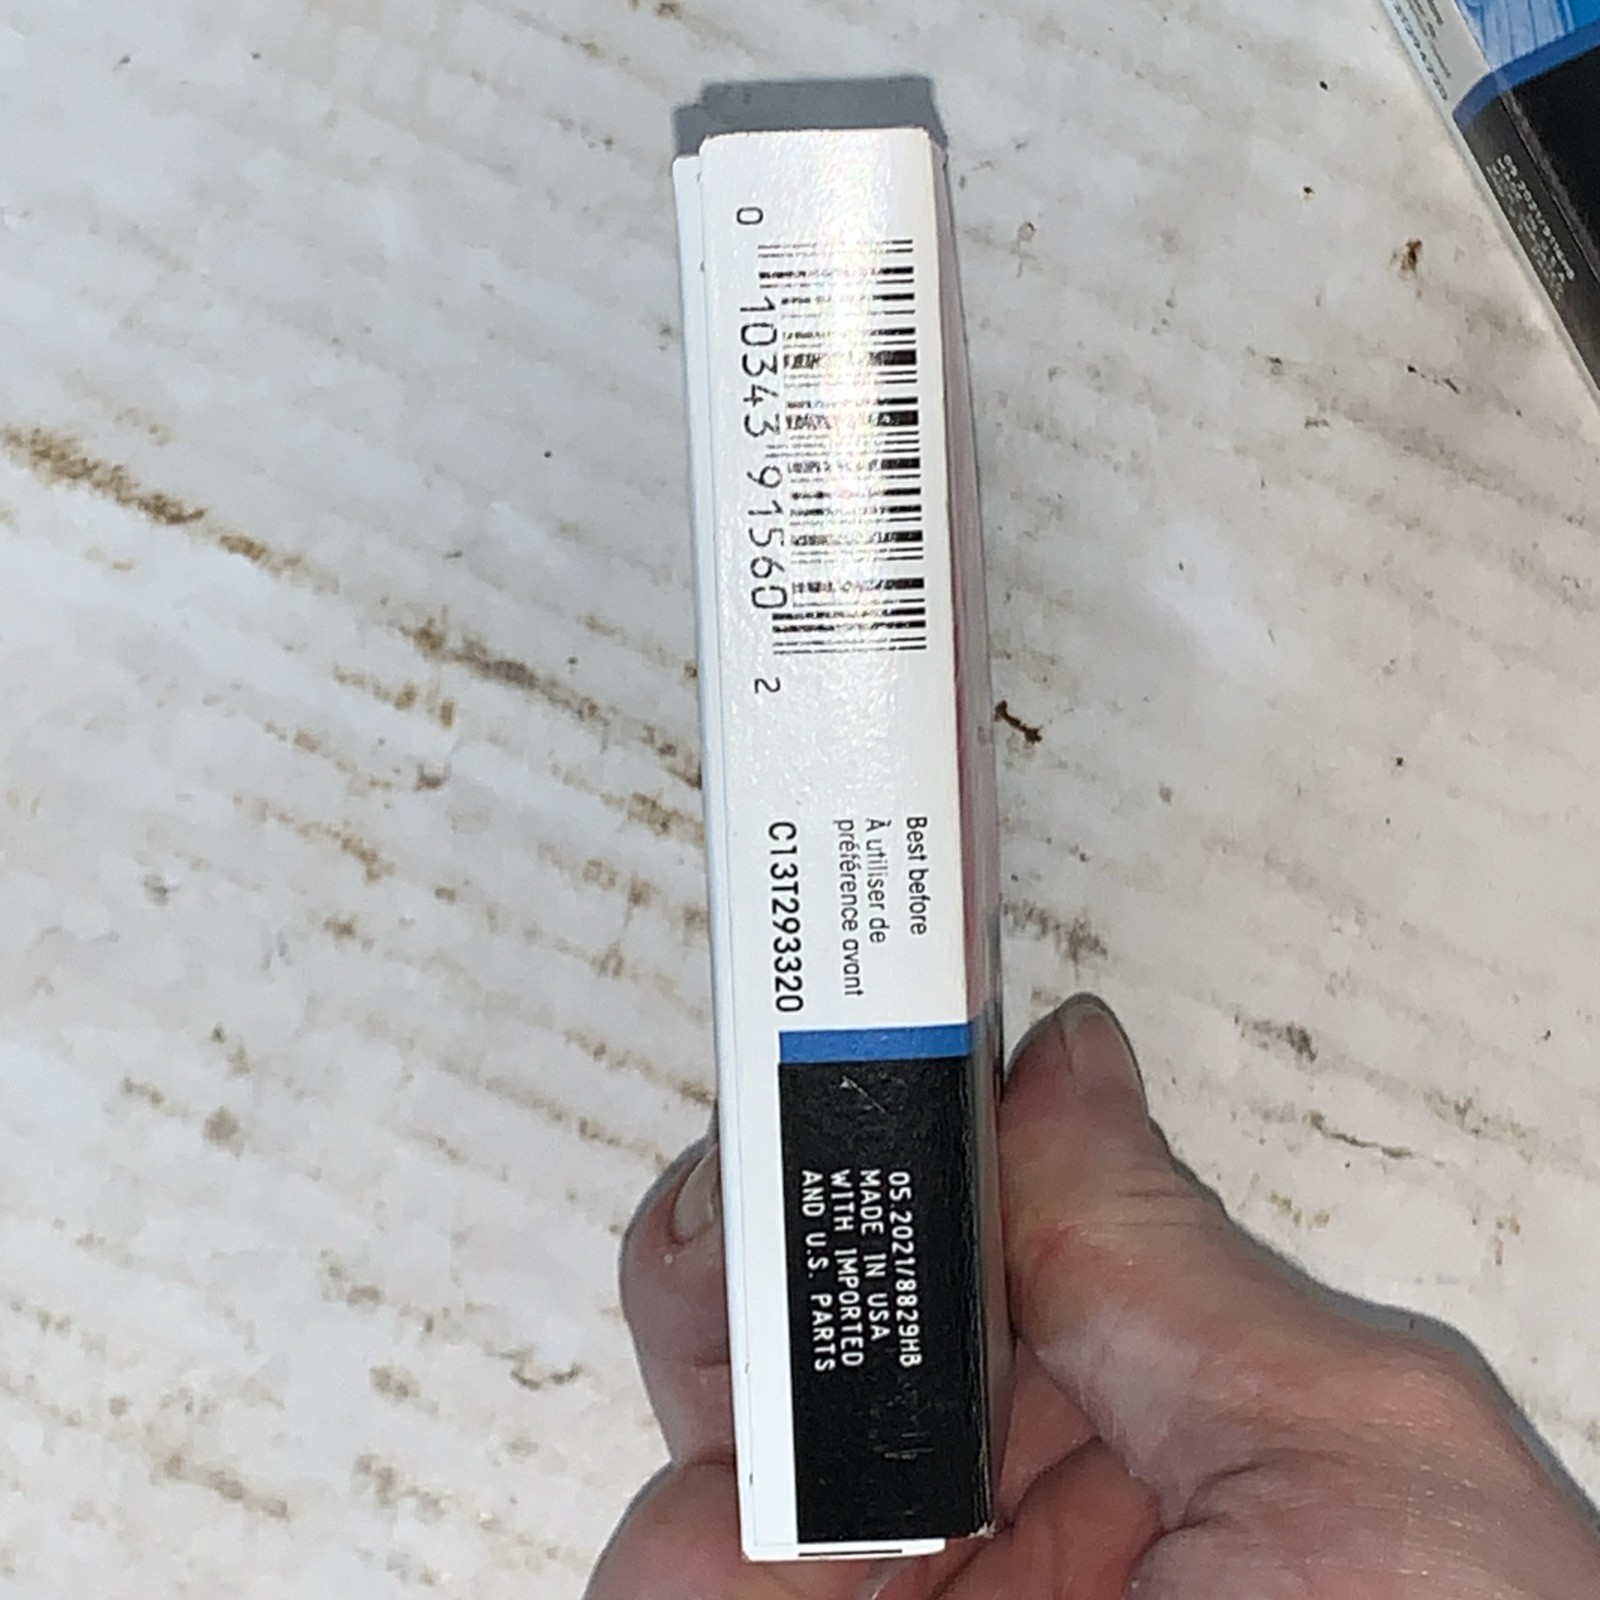 0 10343 91560 2
Best before
À utiliser de
préférence avant
C13T293320
05.2021/8829HB
MADE IN USA
WITH IMPORTED
AND U.S. PARTS